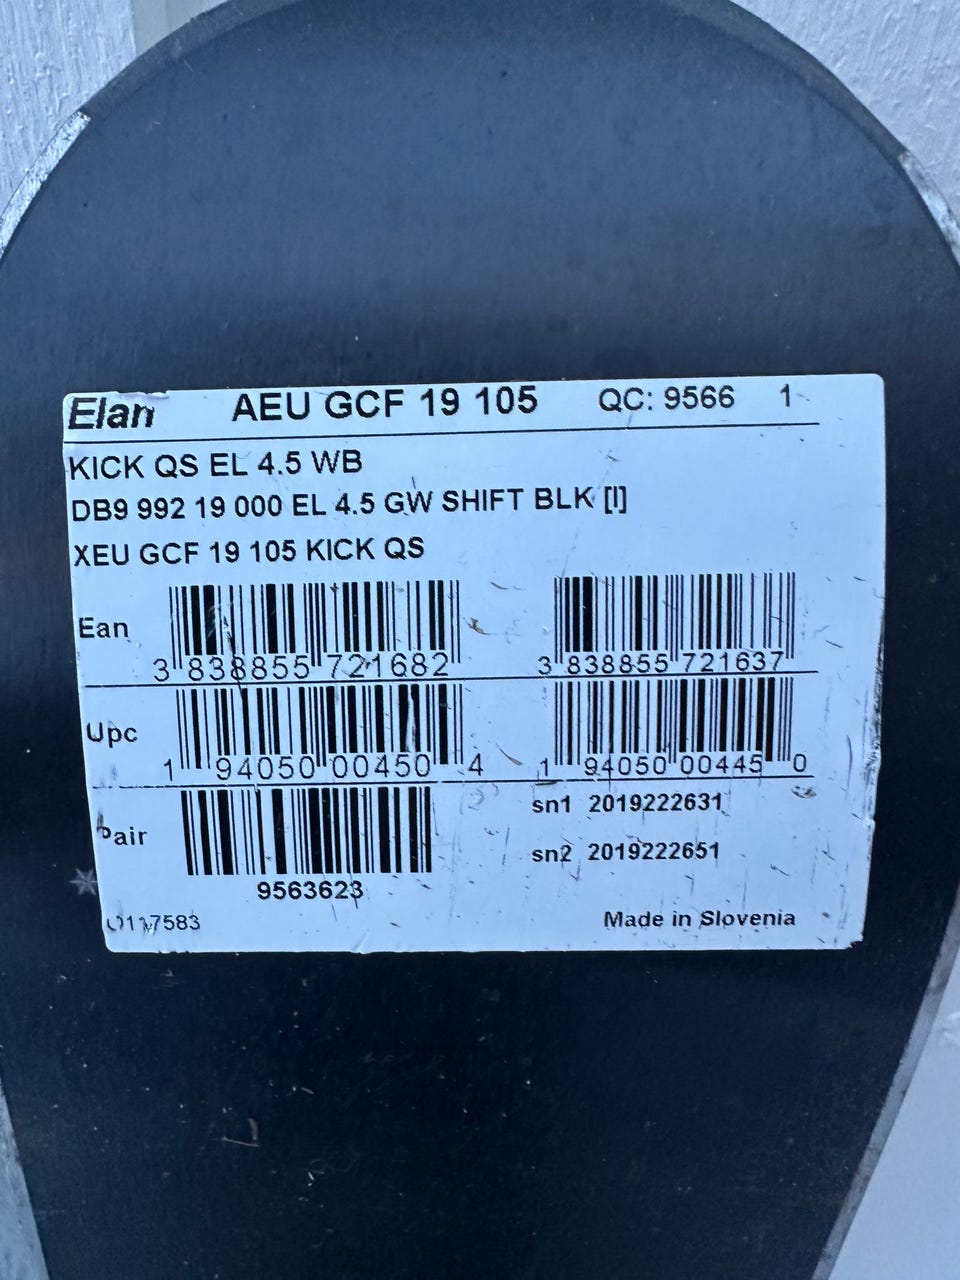 Elan AEU GCF 19 105 QC: 9566 1
KICK QS EL 4.5 WB
DB9 992 19 000 EL 4.5 GW SHIFT BLK [I]
XEU GCF 19 105 KICK QS
Ean
3 838855 721682 3 838855 721637
Upc
1 94050 00450 4 1 94050 00445 0
pair
sn1 2019222631
sn2 2019222651
9563623
Made in Slovenia